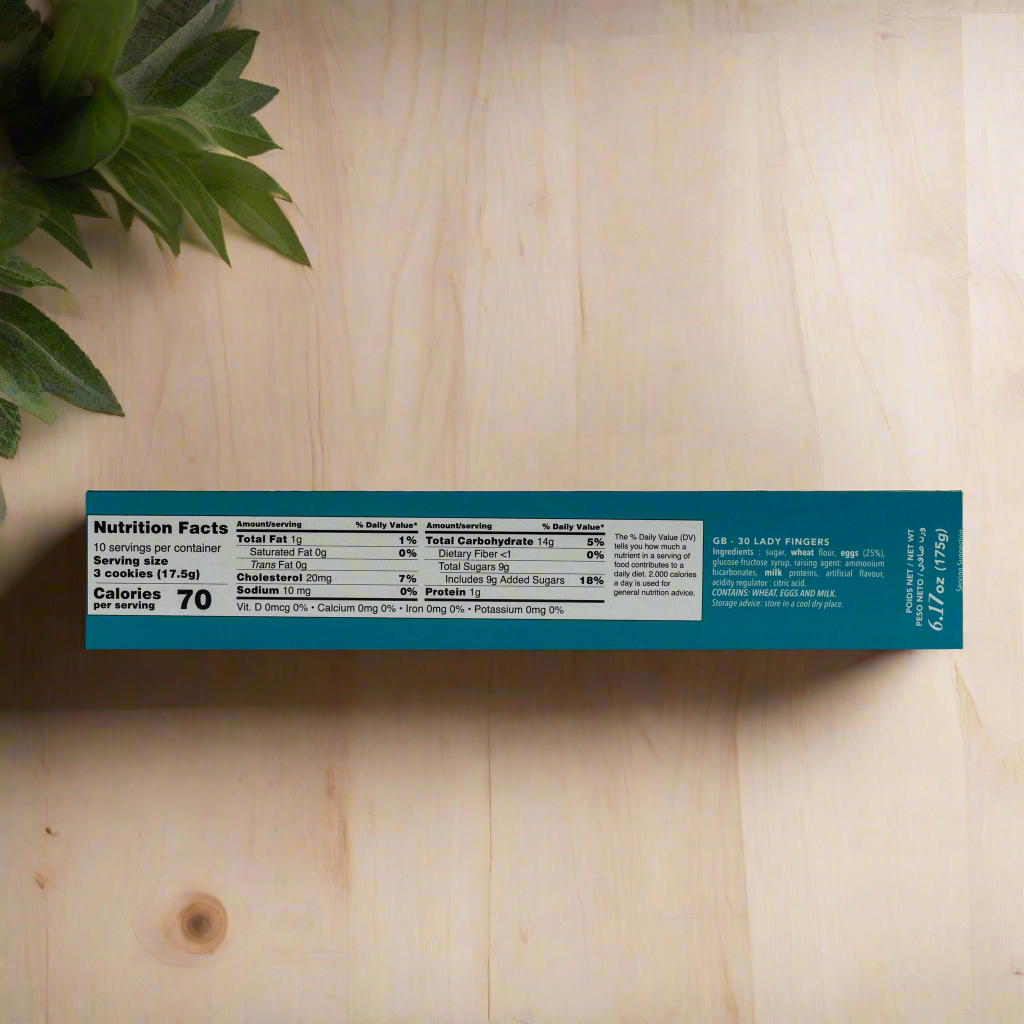 Nutrition Facts
10 servings per container
Serving size
3 cookies (17.5g)
Calories
per serving
70
Amount/serving % Daily Value*
Total Fat 1g 1%
Saturated Fat 0g 0%
Trans Fat 0g
Cholesterol 20mg 7%
Sodium 10 mg 0%
Amount/serving % Daily Value*
Total Carbohydrate 14g 5%
Dietary Fiber <1 0%
Total Sugars 9g
Includes 9g Added Sugars 18%
Protein 1g
Vit. D 0mcg 0% • Calcium 0mg 0% • Iron 0mg 0% • Potassium 0mg 0%
The % Daily Value (DV)
tells you how much a
nutrient in a serving of
food contributes to a
daily diet. 2.000 calories
a day is used for
general nutrition advice.
GB - 30 LADY FINGERS
Ingredients : sugar, wheat flour, eggs (25%),
glucose-fructose syrup, raising agent: ammonium
bicarbonates, milk proteins, artificial flavour,
acidity regulator : citric acid.
CONTAINS: WHEAT, EGGS AND MILK.
Storage advice: store in a cool dry place.
POIDS NET / NET WT
PESO NETO / وزن صافي
6.17oz (175g)
Serving Suggestion